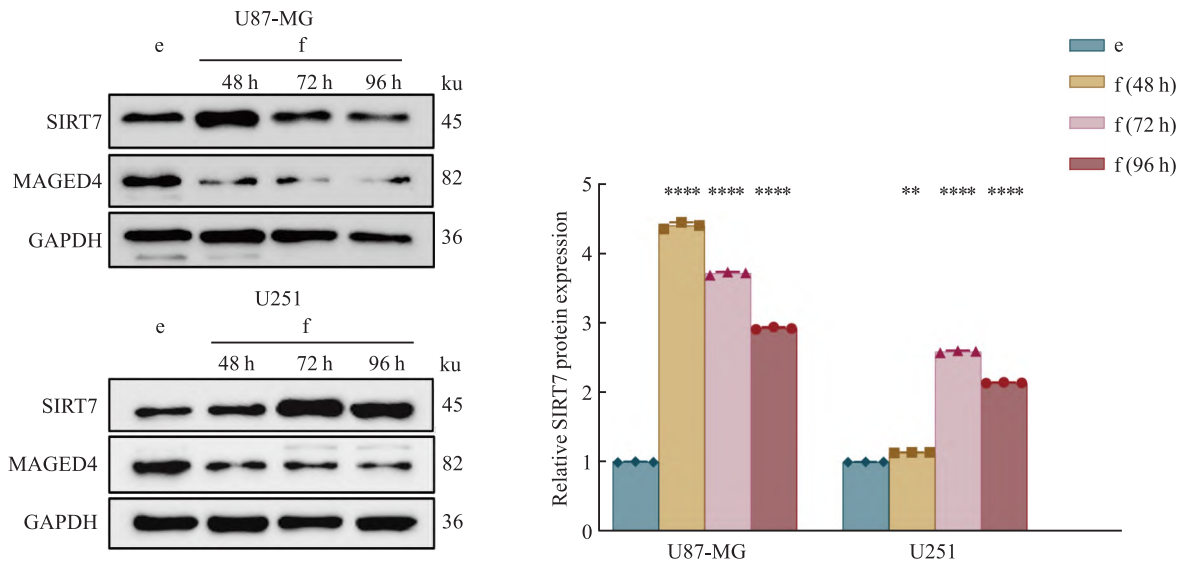 U87-MG
e f
48 h 72 h 96 h ku
SIRT7 45
MAGED4 82
GAPDH 36
U251
e f
48 h 72 h 96 h ku
SIRT7 45
MAGED4 82
GAPDH 36
e
f (48 h)
f (72 h)
f (96 h)
Relative SIRT7 protein expression
5
4
3
2
1
0
**** **** **** ** **** ****
U87-MG U251